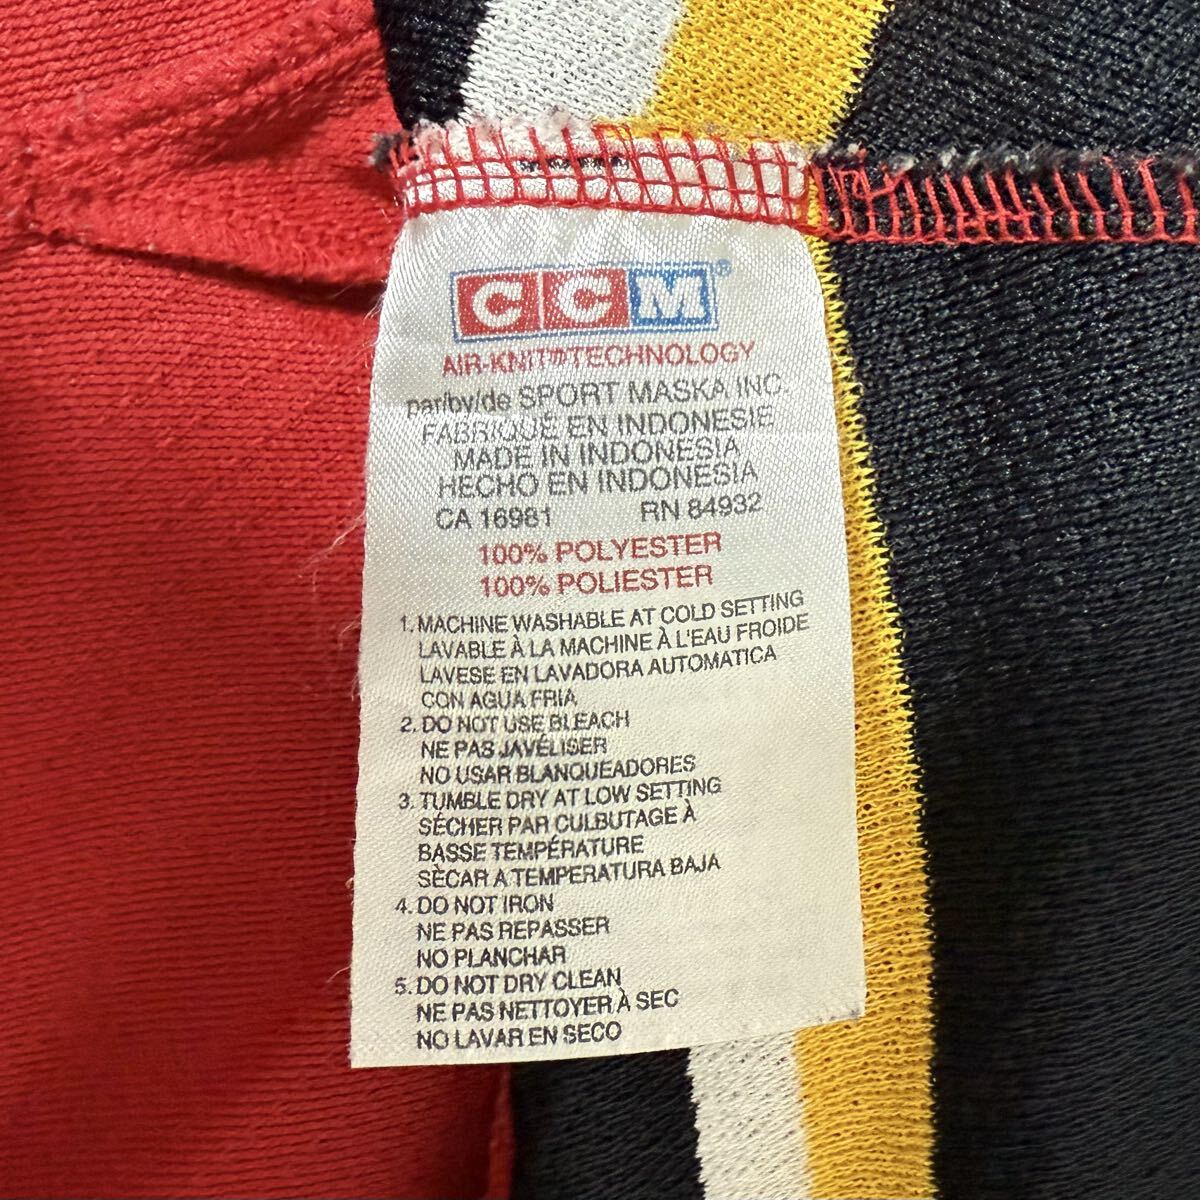 CCM®
AIR-KNIT®TECHNOLOGY
par/by/de SPORT MASKA INC.
FABRIQUÉ EN INDONESIE
MADE IN INDONESIA
HECHO EN INDONESIA
CA 16981 RN 84932
100% POLYESTER
100% POLIESTER
1. MACHINE WASHABLE AT COLD SETTING
LAVABLE À LA MACHINE À L'EAU FROIDE
LAVESE EN LAVADORA AUTOMATICA
CON AGUA FRIA
2. DO NOT USE BLEACH
NE PAS JAVÉLISER
NO USAR BLANQUEADORES
3. TUMBLE DRY AT LOW SETTING
SÉCHER PAR CULBUTAGE À
BASSE TEMPÉRATURE
SÈCAR A TEMPERATURA BAJA
4. DO NOT IRON
NE PAS REPASSER
NO PLANCHAR
5. DO NOT DRY CLEAN
NE PAS NETTOYER À SEC
NO LAVAR EN SECO